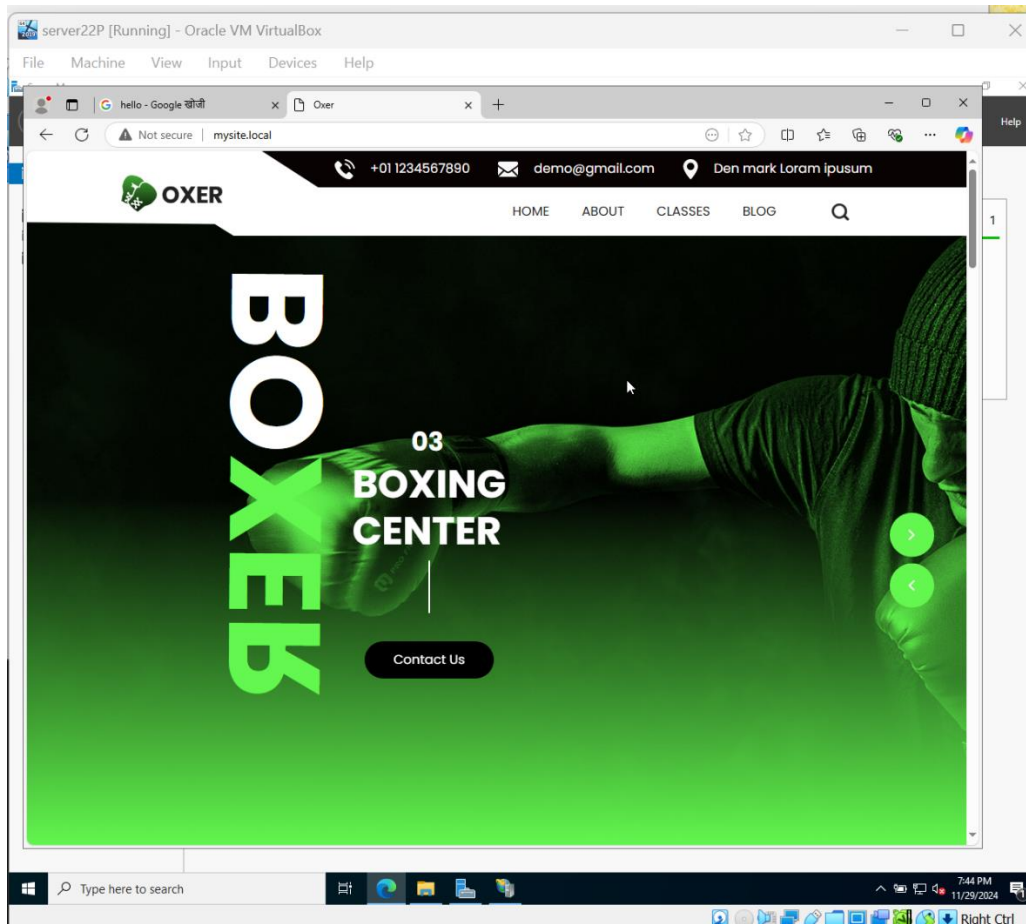 server22P [Running] - Oracle VM VirtualBox
File Machine View Input Devices Help
hello - Google खोजी
Oxer
Help
Not secure mysite.local
+01 1234567890 demo@gmail.com Den mark Loram ipusum
OXER
HOME ABOUT CLASSES BLOG
1
BOXER
03
BOXING
CENTER
Contact Us
Type here to search
7:44 PM
11/29/2024
Right Ctrl